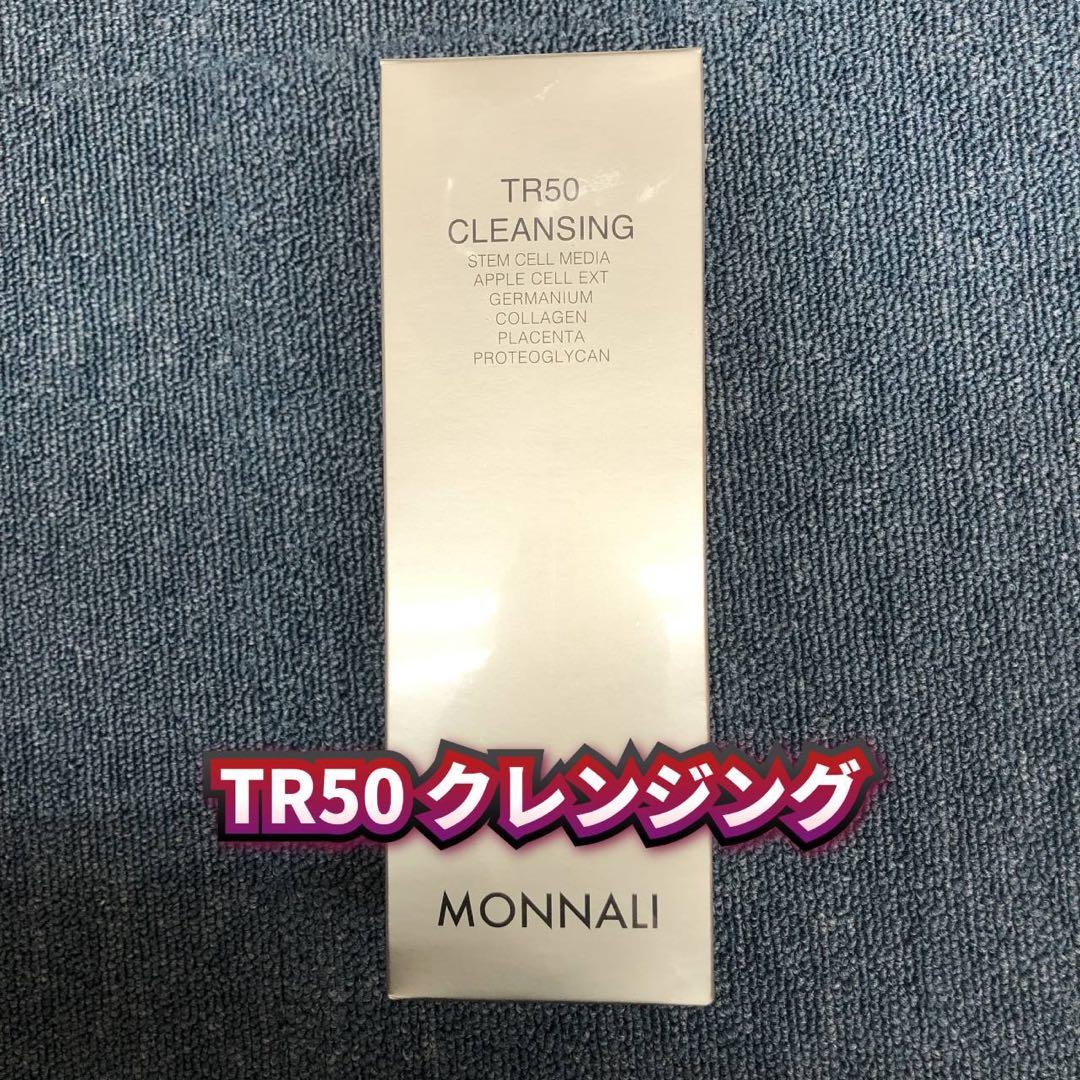 TR50
CLEANSING
STEM CELL MEDIA
APPLE CELL EXT
GERMANIUM
COLLAGEN
PLACENTA
PROTEOGLYCAN
TR50 クレンジング
MONNALI